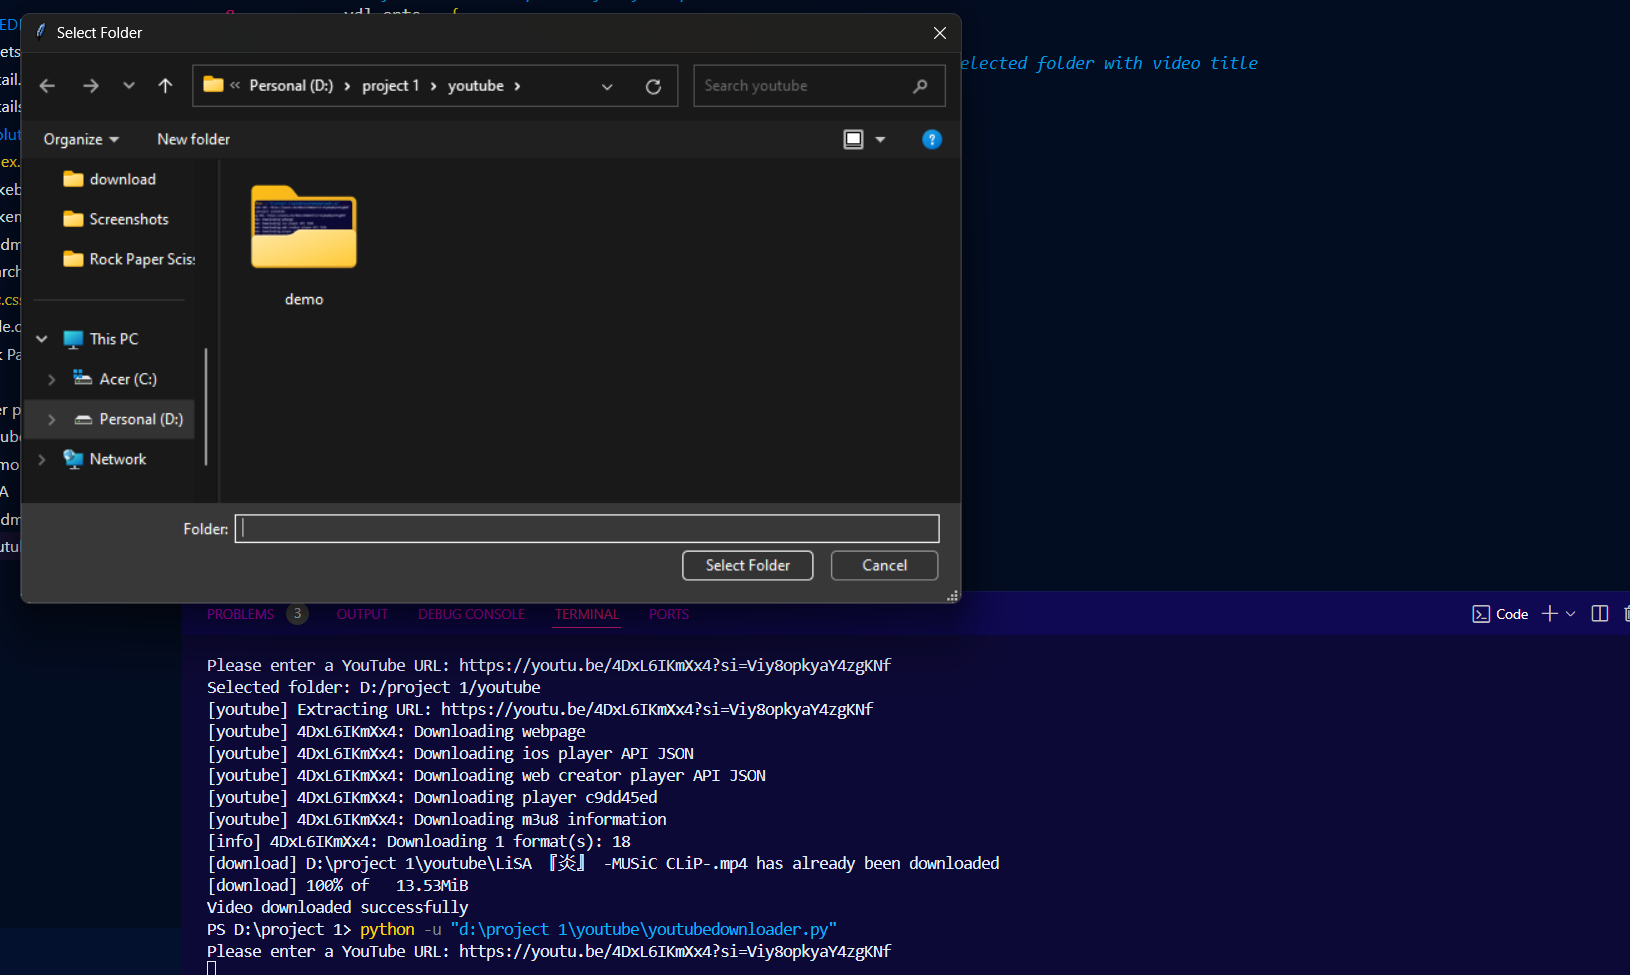 ydl_opts = {
Select Folder
Personal (D:) project 1 youtube
Search youtube
elected folder with video title
Organize
New folder
download
Screenshots
Rock Paper Scis
demo
This PC
Acer (C:)
Personal (D:)
Network
Folder:
Select Folder
Cancel
PROBLEMS 3 OUTPUT DEBUG CONSOLE TERMINAL PORTS
Code
Please enter a YouTube URL: https://youtu.be/4DxL6IKmXx4?si=Viy8opkyaY4zgKNf
Selected folder: D:/project 1/youtube
[youtube] Extracting URL: https://youtu.be/4DxL6IKmXx4?si=Viy8opkyaY4zgKNf
[youtube] 4DxL6IKmXx4: Downloading webpage
[youtube] 4DxL6IKmXx4: Downloading ios player API JSON
[youtube] 4DxL6IKmXx4: Downloading web creator player API JSON
[youtube] 4DxL6IKmXx4: Downloading player c9dd45ed
[youtube] 4DxL6IKmXx4: Downloading m3u8 information
[info] 4DxL6IKmXx4: Downloading 1 format(s): 18
[download] D:\project 1\youtube\LiSA 『炎』 -MUSiC CLiP-.mp4 has already been downloaded
[download] 100% of 13.53MiB
Video downloaded successfully
PS D:\project 1> python -u "d:\project 1\youtube\youtubedownloader.py"
Please enter a YouTube URL: https://youtu.be/4DxL6IKmXx4?si=Viy8opkyaY4zgKNf